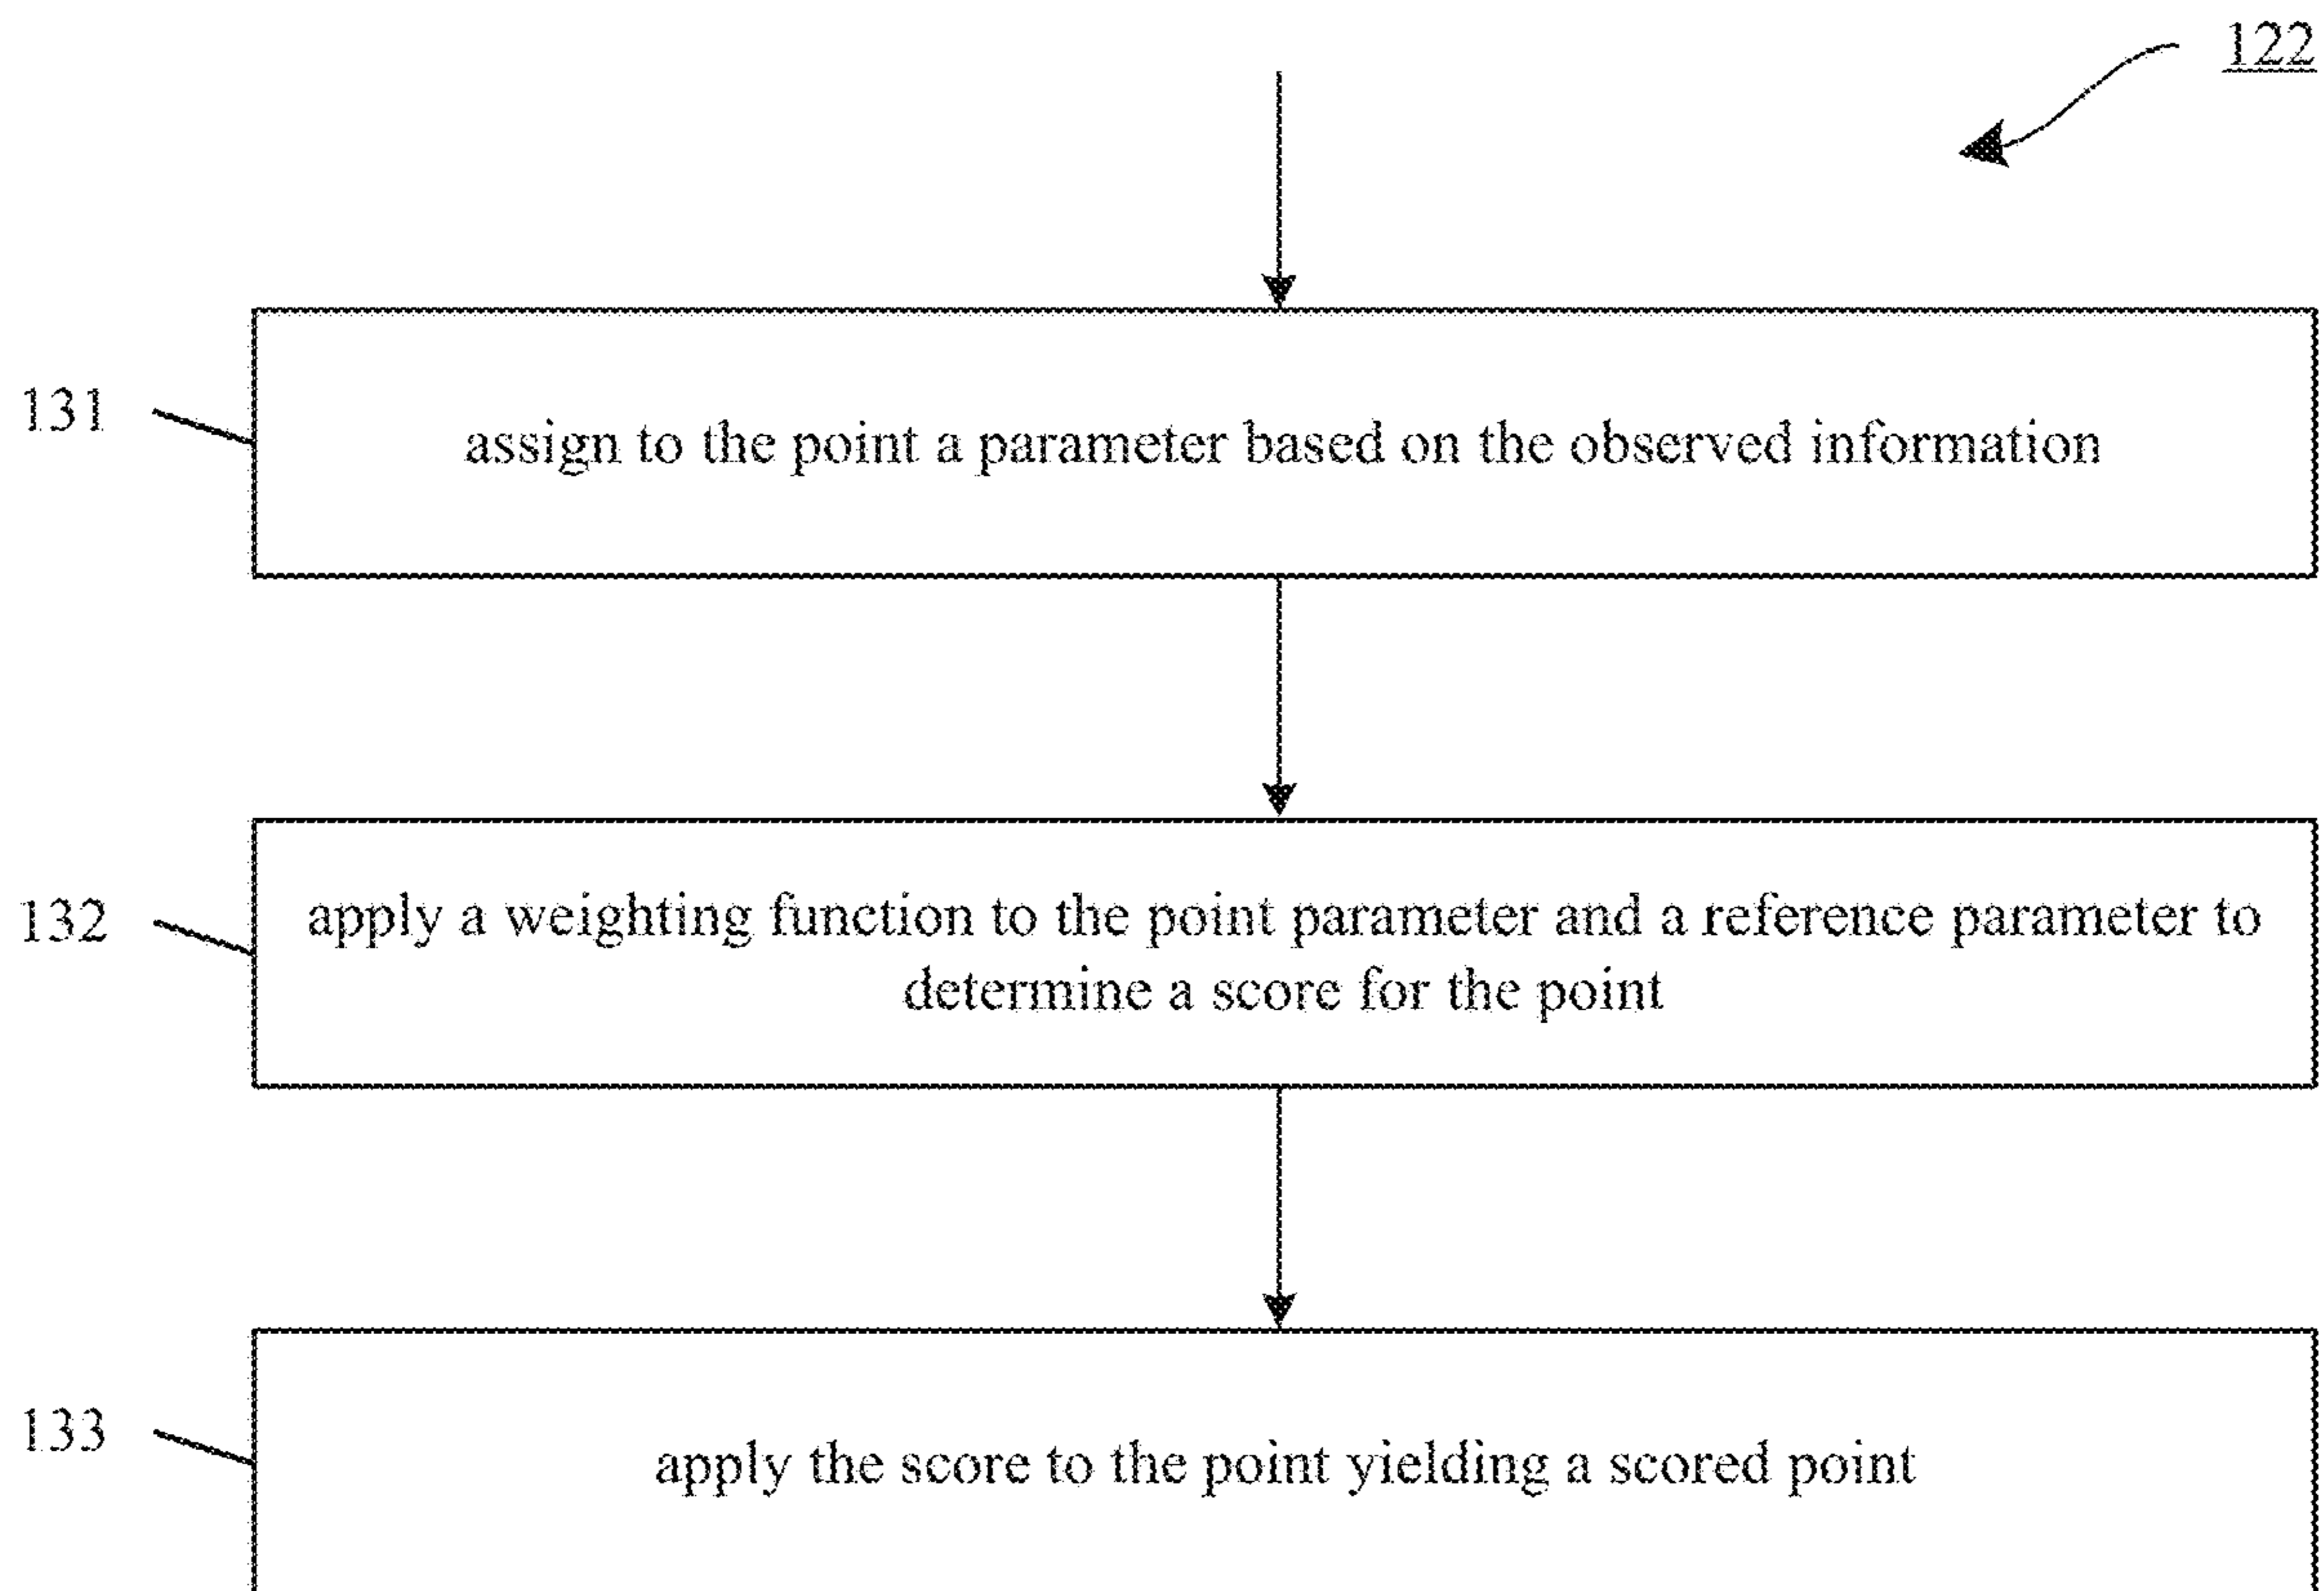 122
131
assign to the point a parameter based on the observed information
132
apply a weighting function to the point parameter and a reference parameter to
determine a score for the point
133
apply the score to the point yielding a scored point